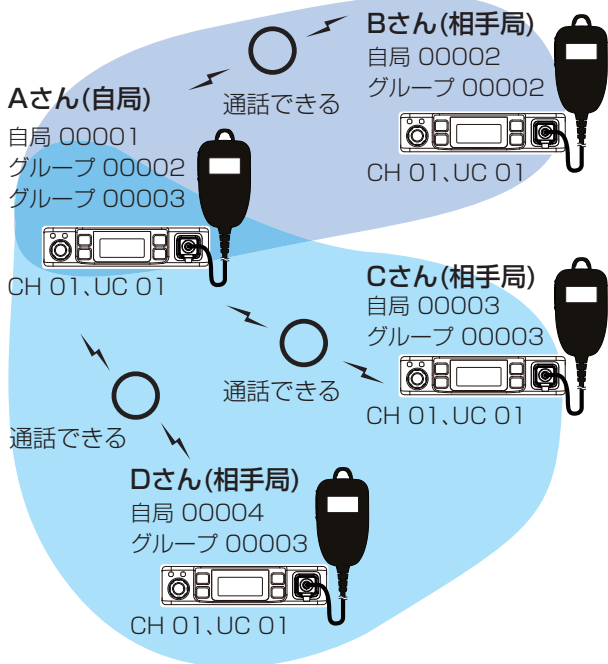 Bさん(相手局)
自局 00002
グループ 00002
CH 01、UC 01
通話できる
Aさん(自局)
自局 00001
グループ 00002
グループ 00003
CH 01、UC 01
Cさん(相手局)
自局 00003
グループ 00003
CH 01、UC 01
通話できる
通話できる
Dさん(相手局)
自局 00004
グループ 00003
CH 01、UC 01